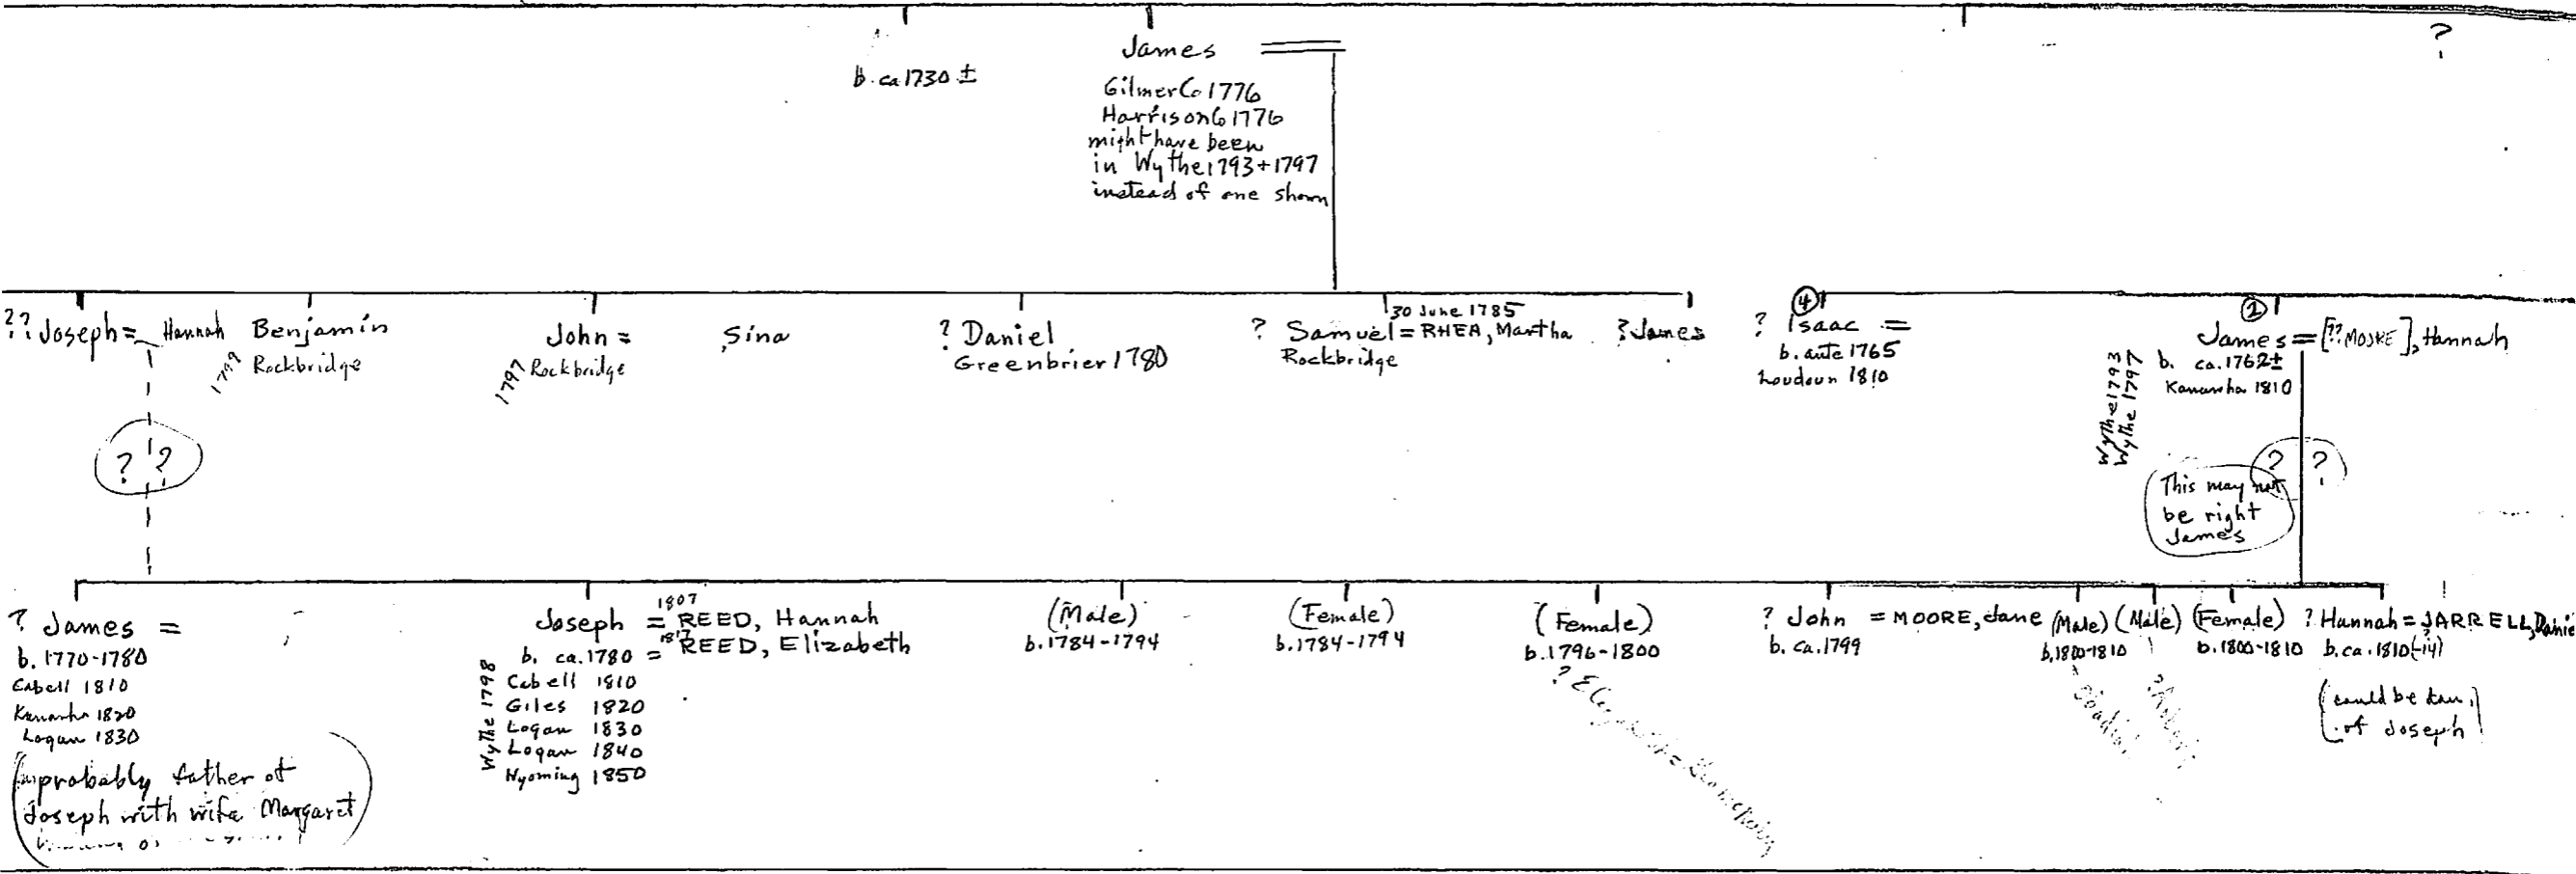 b. ca 1730 ±
James
Gilmer Co 1776
Harrison Co 1776
might have been
in Wythe 1793 + 1797
instead of one shown
?
?? Joseph = Hannah
Benjamin
1799 Rockbridge
John =
1797 Rockbridge
Sina
? Daniel
Greenbrier 1780
30 June 1785
? Samuel = RHEA, Martha
Rockbridge
? James
④
? Isaac =
b. ante 1765
Loudoun 1810
②
James = [?? MOSKE], Hannah
b. ca. 1762±
Kanawha 1810
Wythe 1793
Wythe 1797
? ?
? ?
This may not
be right
James
? James =
b. 1770-1780
Cabell 1810
Kanawha 1820
Logan 1830
(improbably father of
Joseph with wife Margaret
1807
Joseph = REED, Hannah
1817
b. ca. 1780 = REED, Elizabeth
Wythe 1798
Cabell 1810
Giles 1820
Logan 1830
Logan 1840
Wyoming 1850
(Male)
b. 1784-1794
(Female)
b. 1784-1794
(Female)
b. 1796-1800
? John = MOORE, Jane
b. ca. 1799
(Male) (Male)
b. 1800-1810
(Female)
b. 1800-1810
? Hannah = JARRELL, Danie
b. ca. 1810(-14)
(could be dau.
of Joseph)